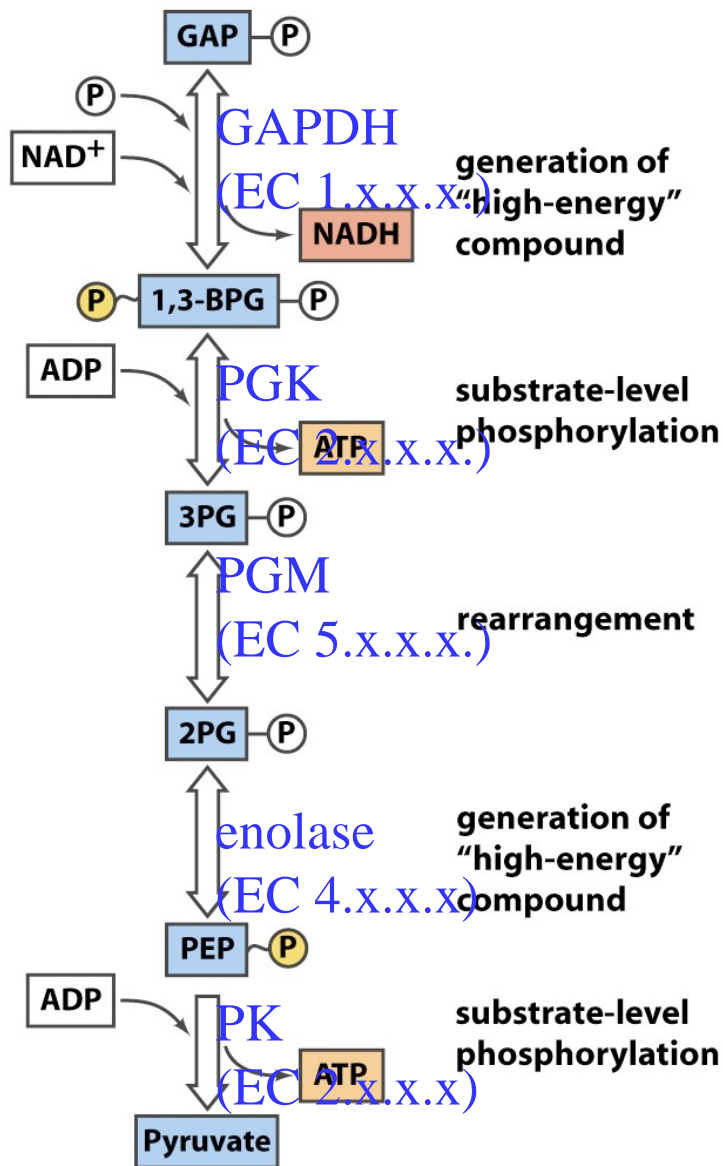 GAP P
P
GAPDH
NAD+
(EC 1.x.x.x.)
generation of
“high-energy”
compound
NADH
P 1,3-BPG P
ADP
PGK
(EC 2.x.x.x.)
ATP
substrate-level
phosphorylation
3PG P
PGM
(EC 5.x.x.x.)
rearrangement
2PG P
enolase
(EC 4.x.x.x)
generation of
“high-energy”
compound
PEP P
ADP
PK
(EC 2.x.x.x)
ATP
substrate-level
phosphorylation
Pyruvate